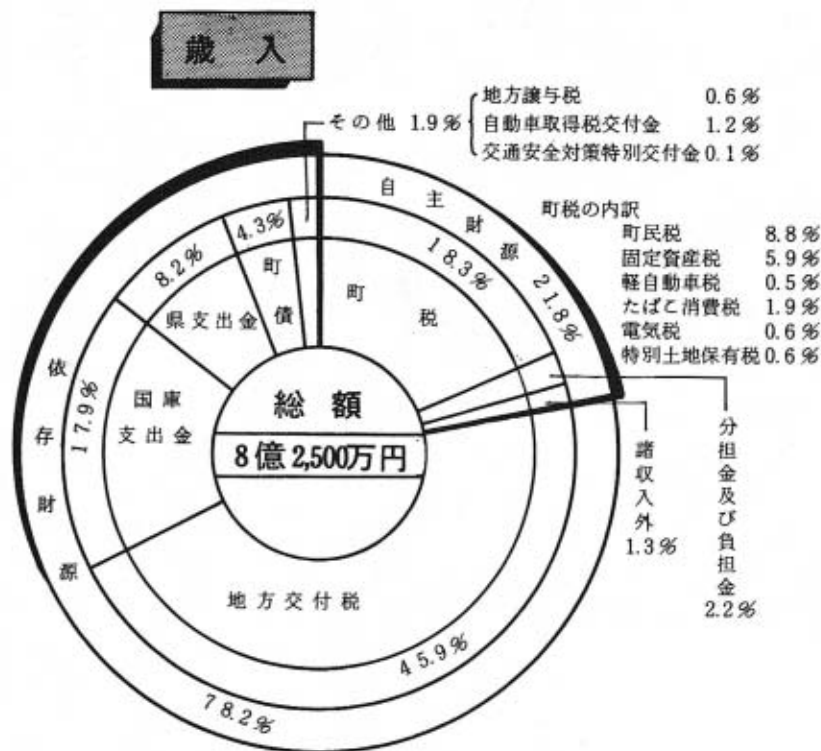 歳入
その他 1.9%
地方譲与税 0.6%
自動車取得税交付金 1.2%
交通安全対策特別交付金 0.1%
自主財源 21.8%
町税の内訳
町民税 8.8%
固定資産税 5.9%
軽自動車税 0.5%
たばこ消費税 1.9%
電気税 0.6%
特別土地保有税 0.6%
18.3%
町税
4.3%
町債
8.2%
県支出金
17.9%
国庫
支出金
依存財源
78.2%
総額
8億2,500万円
地方交付税
45.9%
諸収入外
1.3%
分担金及び負担金
2.2%